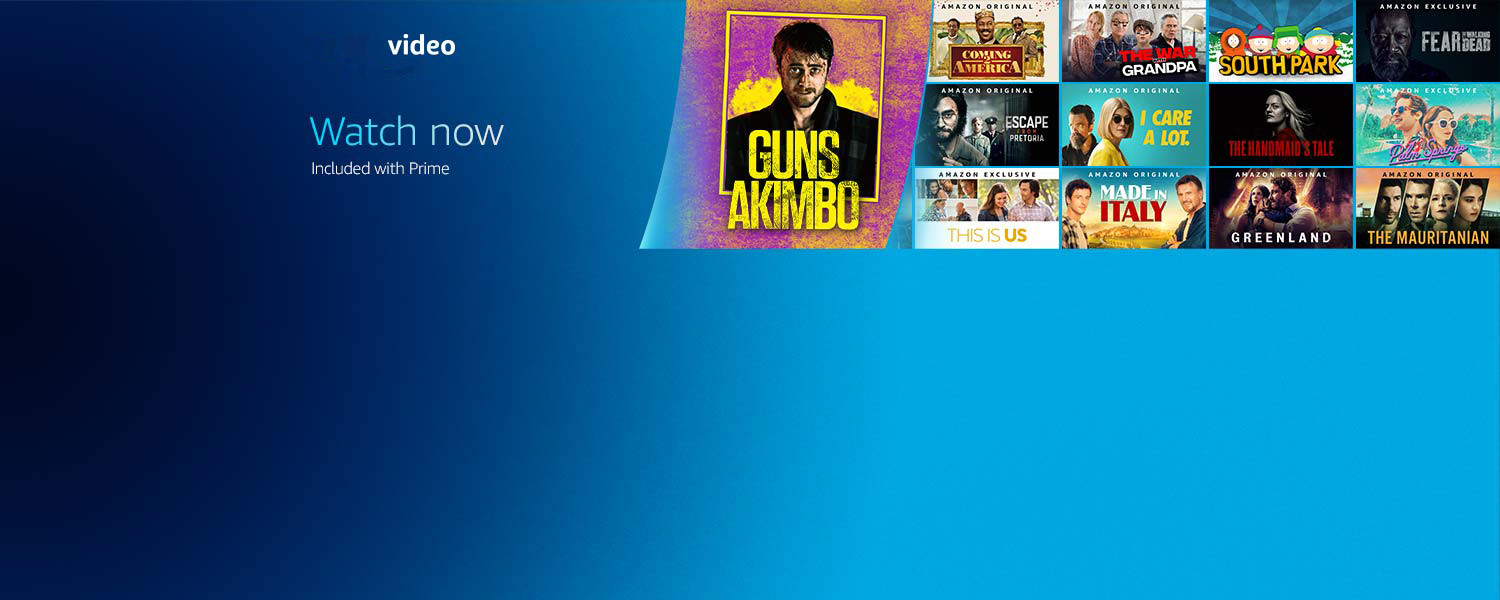 video
Watch now
Included with Prime
GUNS
AKIMBO
AMAZON ORIGINAL
COMING
2
AMERICA
AMAZON ORIGINAL
THE WAR
WITH
GRANDPA
SOUTH PARK
AMAZON EXCLUSIVE
FEAR THE WALKING
DEAD
AMAZON ORIGINAL
ESCAPE
FROM
PRETORIA
AMAZON ORIGINAL
I CARE
A LOT.
THE HANDMAID'S TALE
AMAZON EXCLUSIVE
Palm Springs
AMAZON EXCLUSIVE
THIS IS US
AMAZON ORIGINAL
MADE IN
ITALY
AMAZON ORIGINAL
GREENLAND
AMAZON ORIGINAL
THE MAURITANIAN